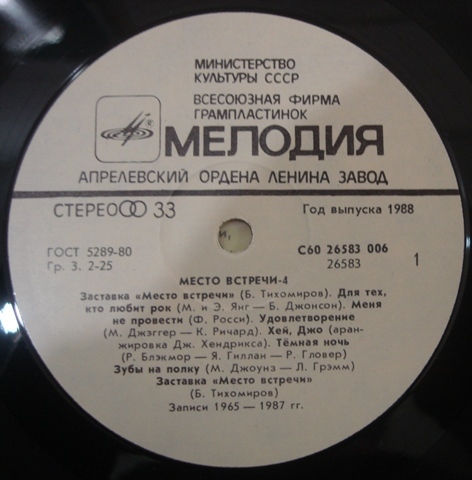 МИНИСТЕРСТВО
КУЛЬТУРЫ СССР
ВСЕСОЮЗНАЯ ФИРМА
ГРАМПЛАСТИНОК
МЕЛОДИЯ
АПРЕЛЕВСКИЙ ОРДЕНА ЛЕНИНА ЗАВОД
СТЕРЕО 33
Год выпуска 1988
ГОСТ 5289-80
С60 26583 006
Гр. 3. 2-25
26583
1
МЕСТО ВСТРЕЧИ-4
Заставка «Место встречи» (Б. Тихомиров). Для тех,
кто любит рок (М. и Э. Янг — Б. Джонсон). Меня
не провести (Ф. Росси). Удовлетворение
(М. Джэггер — К. Ричард). Хей, Джо (аран-
жировка Дж. Хендрикса). Тёмная ночь
(Р. Блэкмор — Я. Гиллан — Р. Гловер)
Зубы на полку (М. Джоунз — Л. Грэмм)
Заставка «Место встречи»
(Б. Тихомиров)
Записи 1965 — 1987 гг.